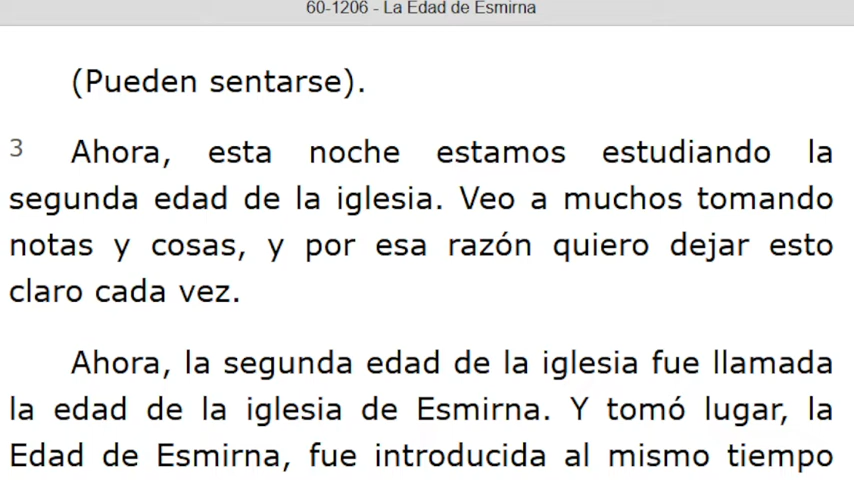 60-1206 - La Edad de Esmirna
(Pueden sentarse).
3 Ahora, esta noche estamos estudiando la
segunda edad de la iglesia. Veo a muchos tomando
notas y cosas, y por esa razón quiero dejar esto
claro cada vez.
Ahora, la segunda edad de la iglesia fue llamada
la edad de la iglesia de Esmirna. Y tomó lugar, la
Edad de Esmirna, fue introducida al mismo tiempo